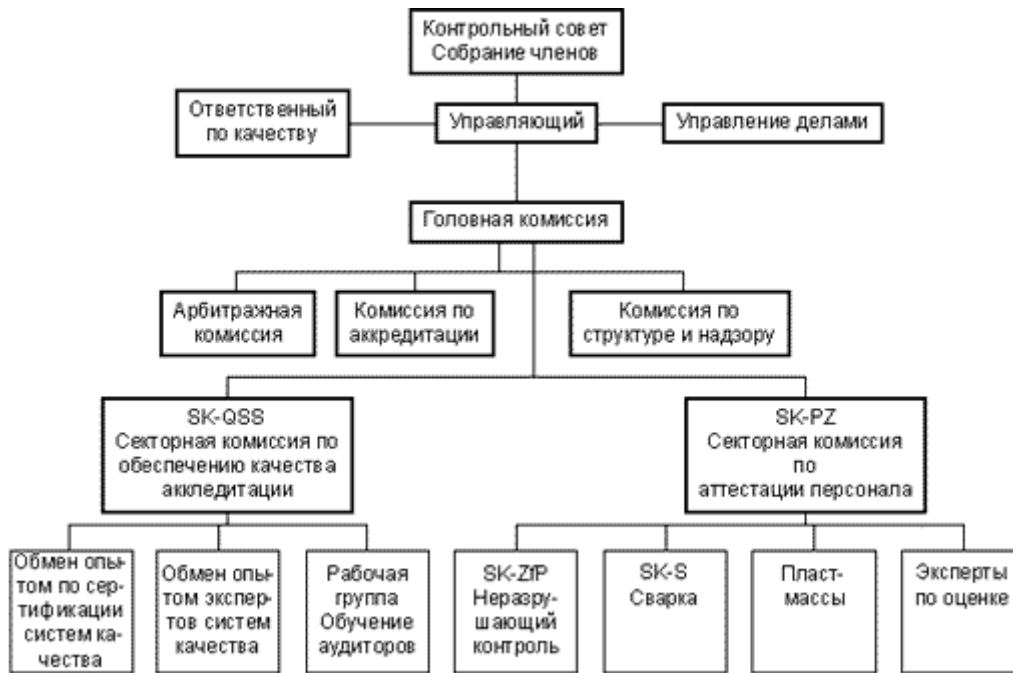 Контрольный совет
Собрание членов
Ответственный
по качеству
Управляющий
Управление делами
Головная комиссия
Арбитражная
комиссия
Комиссия по
аккредитации
Комиссия по
структуре и надзору
SK-QSS
Секторная комиссия по
обеспечению качества
аккледитации
SK-PZ
Секторная комиссия
по
аттестации персонала
Обмен опы-
том по сер-
тификации
систем ка-
чества
Обмен опы-
том экспер-
тов систем
качества
Рабочая
группа
Обучение
аудиторов
SK-ZfP
Неразру-
шающий
контроль
SK-S
Сварка
Пласт-
массы
Эксперты
по оценке